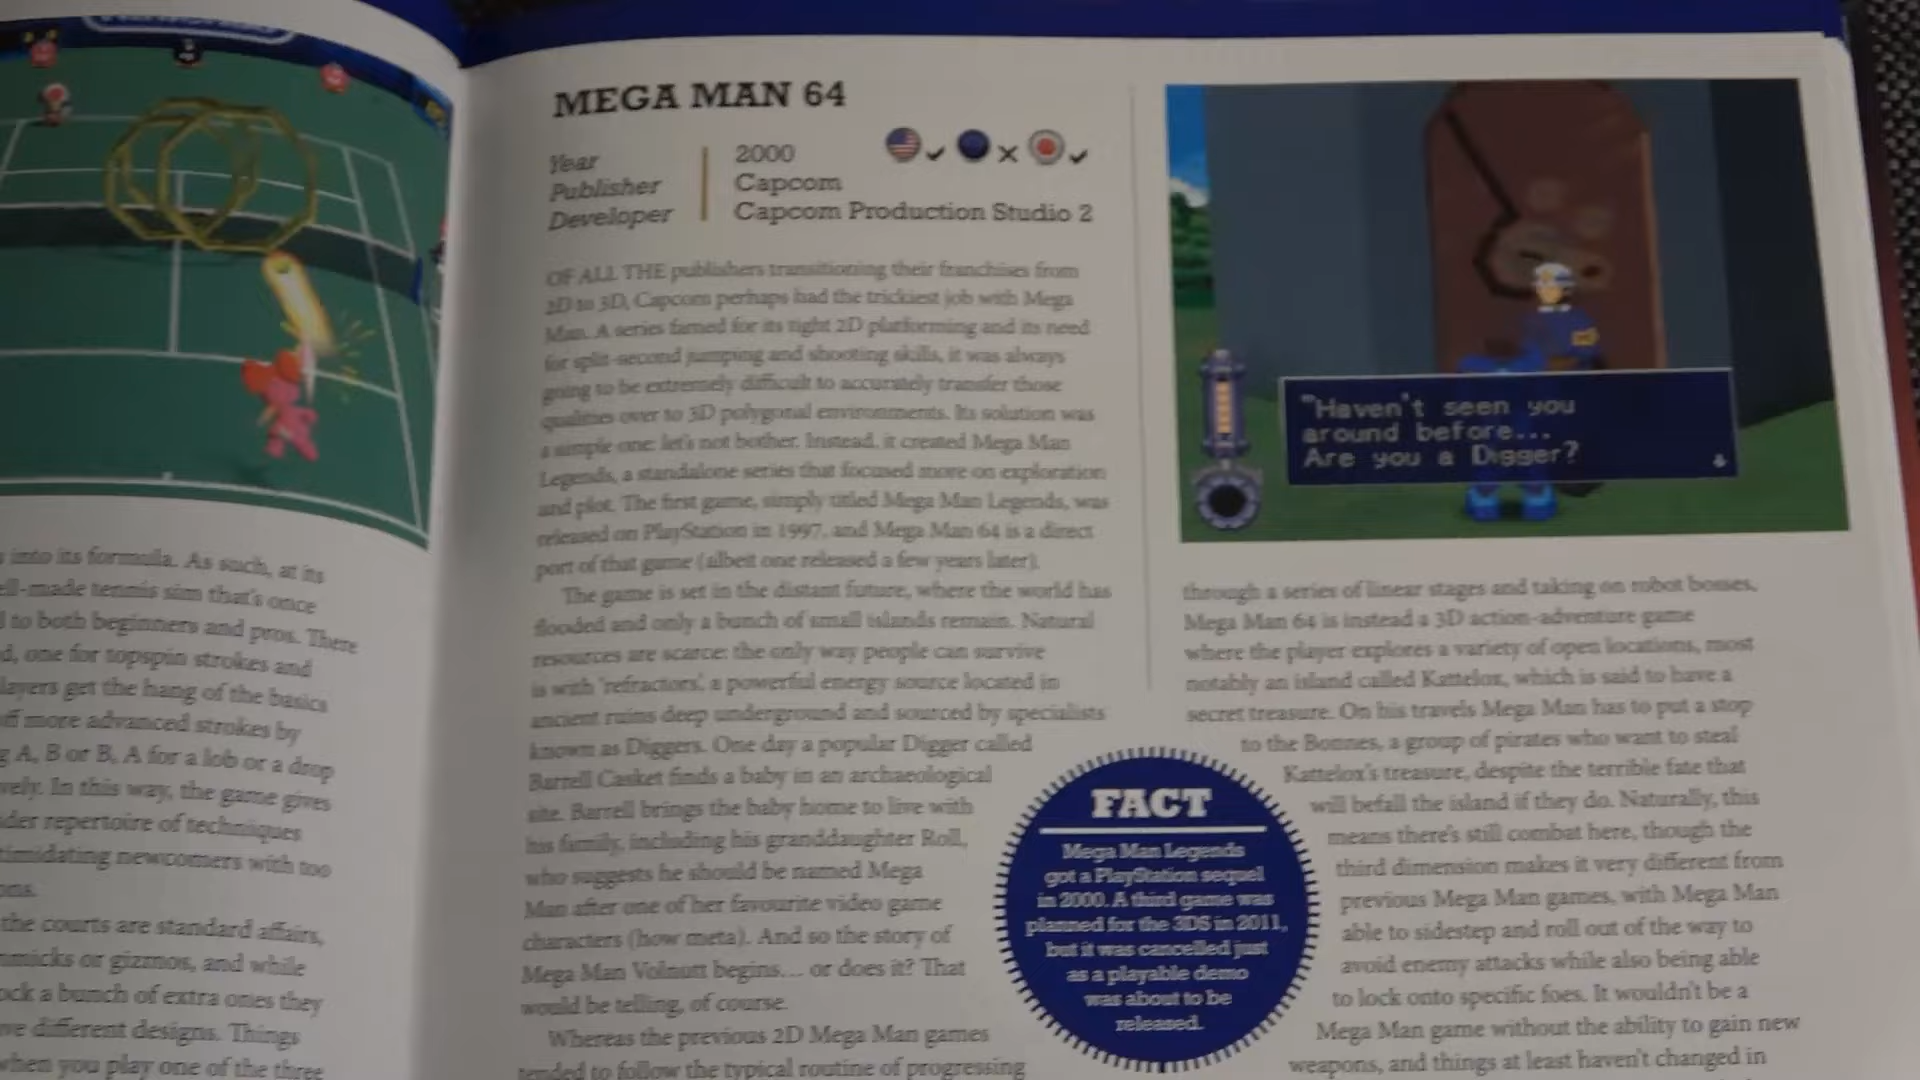 into its formula. As such, at its
ell-made tennis sim that's once
to both beginners and pros. There
d, one for topspin strokes and
layers get the hang of the basics
ff more advanced strokes by
g A, B or B, A for a lob or a drop
vely. In this way, the game gives
der repertoire of techniques
timidating newcomers with too
ons.
the courts are standard affairs,
mmicks or gizmos, and while
ock a bunch of extra ones they
ve different designs. Things
when you play one of the three
MEGA MAN 64
Year 2000
Publisher Capcom
Developer Capcom Production Studio 2
OF ALL THE publishers transitioning their franchises from
2D to 3D, Capcom perhaps had the trickiest job with Mega
Man. A series famed for its tight 2D platforming and its need
for split-second jumping and shooting skills, it was always
going to be extremely difficult to accurately transfer those
qualities over to 3D polygonal environments. Its solution was
a simple one: let's not bother. Instead, it created Mega Man
Legends, a standalone series that focused more on exploration
and plot. The first game, simply titled Mega Man Legends, was
released on PlayStation in 1997, and Mega Man 64 is a direct
port of that game (albeit one released a few years later).
The game is set in the distant future, where the world has
flooded and only a bunch of small islands remain. Natural
resources are scarce: the only way people can survive
is with 'refractors', a powerful energy source located in
ancient ruins deep underground and sourced by specialists
known as Diggers. One day a popular Digger called
Barrell Casket finds a baby in an archaeological
site. Barrell brings the baby home to live with
his family, including his granddaughter Roll,
who suggests he should be named Mega
Man after one of her favourite video game
characters (how meta). And so the story of
Mega Man Volnutt begins... or does it? That
would be telling, of course.
Whereas the previous 2D Mega Man games
tended to follow the typical routine of progressing
"Haven't seen you
around before...
Are you a Digger?
through a series of linear stages and taking on robot bosses,
Mega Man 64 is instead a 3D action-adventure game
where the player explores a variety of open locations, most
notably an island called Kattelox, which is said to have a
secret treasure. On his travels Mega Man has to put a stop
to the Bonnes, a group of pirates who want to steal
Kattelox's treasure, despite the terrible fate that
will befall the island if they do. Naturally, this
means there's still combat here, though the
third dimension makes it very different from
previous Mega Man games, with Mega Man
able to sidestep and roll out of the way to
avoid enemy attacks while also being able
to lock onto specific foes. It wouldn't be a
Mega Man game without the ability to gain new
weapons, and things at least haven't changed in
FACT
Mega Man Legends
got a PlayStation sequel
in 2000. A third game was
planned for the 3DS in 2011,
but it was cancelled just
as a playable demo
was about to be
released.